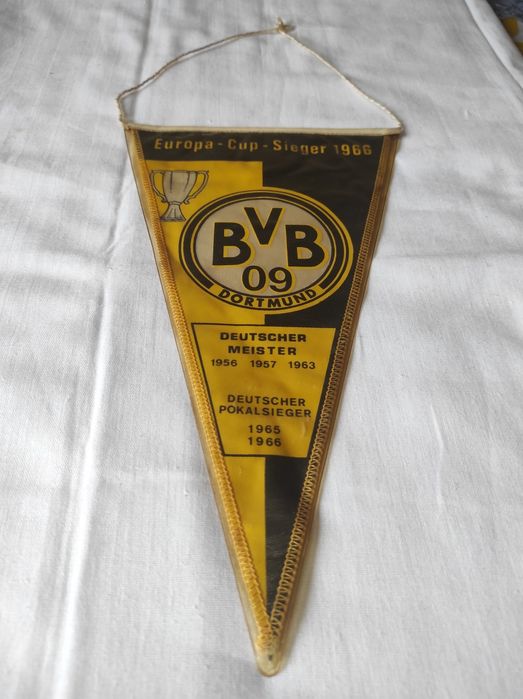 Europa - Cup - Sieger 1966
BVB
09
DORTMUND
DEUTSCHER
MEISTER
1956 1957 1963
DEUTSCHER
POKALSIEGER
1965
1966